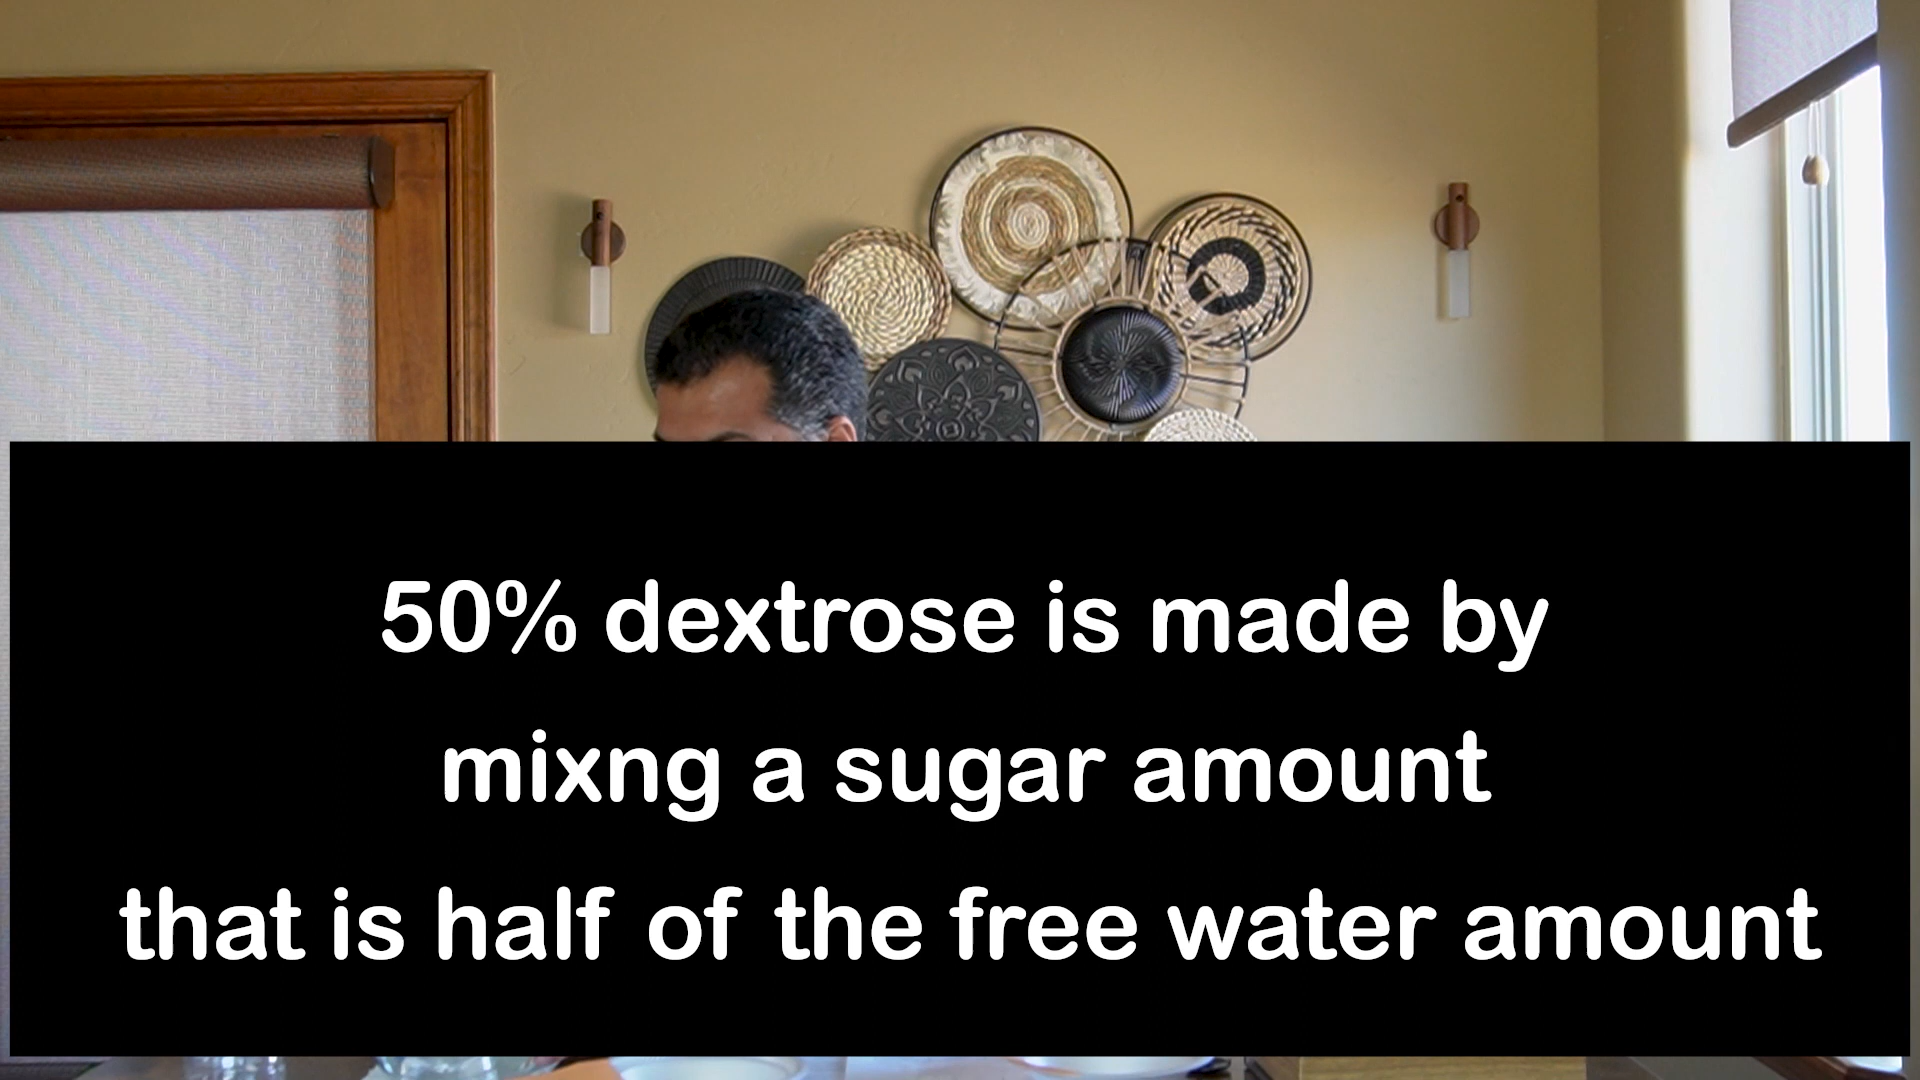 50% dextrose is made by
mixng a sugar amount
that is half of the free water amount